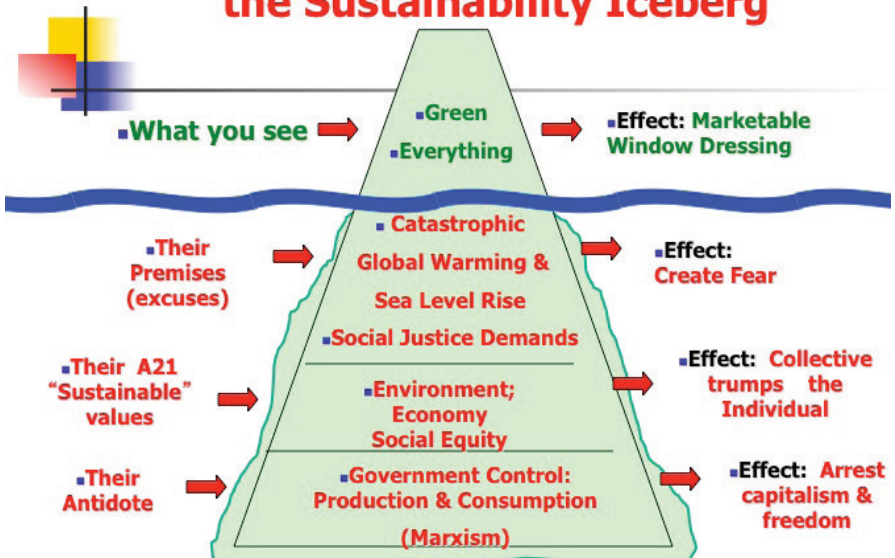 the Sustainability Iceberg
What you see
Green
Everything
Effect: Marketable
Window Dressing
Their
Premises
(excuses)
Catastrophic
Global Warming &
Sea Level Rise
Social Justice Demands
Effect:
Create Fear
Their A21
“Sustainable”
values
Environment;
Economy
Social Equity
Effect: Collective
trumps the
Individual
Their
Antidote
Government Control:
Production & Consumption
(Marxism)
Effect: Arrest
capitalism &
freedom